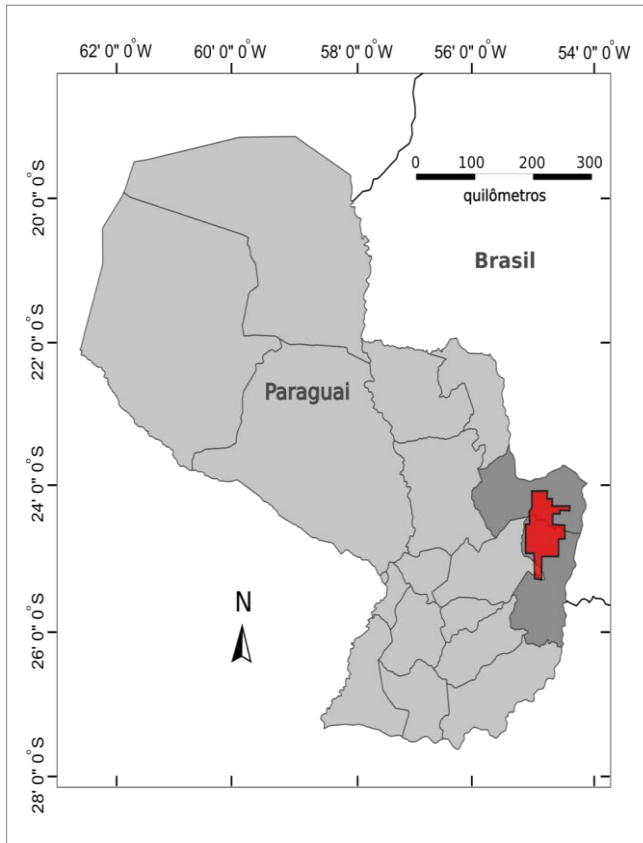 62' 0" 0°W 60' 0" 0°W 58' 0" 0°W 56' 0" 0°W 54' 0" 0°W
0 100 200 300
quilômetros
20' 0" 0°S
Brasil
22' 0" 0°S
Paraguai
24' 0" 0°S
N
26' 0" 0°S
28' 0" 0°S